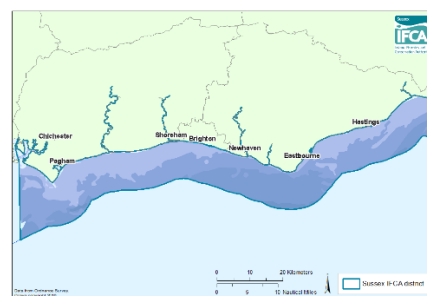 Sussex
IFCA
Chichester
Pagham
Shoreham
Brighton
Newhaven
Eastbourne
Hastings
0 10 20 Kilometers
0 5 10 Nautical Miles
Sussex IFCA district
Data from Ordnance Survey